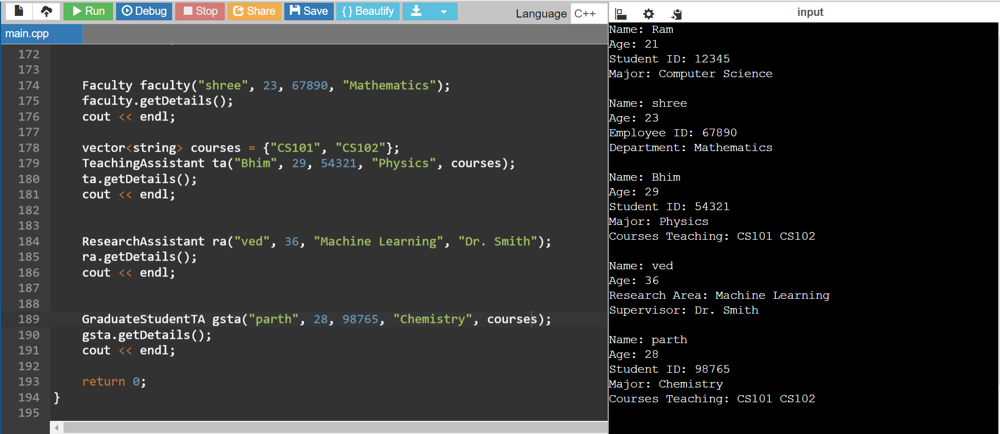 Run Debug Stop Share Save { } Beautify
Language C++
main.cpp
172
173
174 Faculty faculty("shree", 23, 67890, "Mathematics");
175 faculty.getDetails();
176 cout << endl;
177
178 vector<string> courses = {"CS101", "CS102"};
179 TeachingAssistant ta("Bhim", 29, 54321, "Physics", courses);
180 ta.getDetails();
181 cout << endl;
182
183
184 ResearchAssistant ra("ved", 36, "Machine Learning", "Dr. Smith");
185 ra.getDetails();
186 cout << endl;
187
188
189 GraduateStudentTA gsta("parth", 28, 98765, "Chemistry", courses);
190 gsta.getDetails();
191 cout << endl;
192
193 return 0;
194 }
195
input
Name: Ram
Age: 21
Student ID: 12345
Major: Computer Science
Name: shree
Age: 23
Employee ID: 67890
Department: Mathematics
Name: Bhim
Age: 29
Student ID: 54321
Major: Physics
Courses Teaching: CS101 CS102
Name: ved
Age: 36
Research Area: Machine Learning
Supervisor: Dr. Smith
Name: parth
Age: 28
Student ID: 98765
Major: Chemistry
Courses Teaching: CS101 CS102